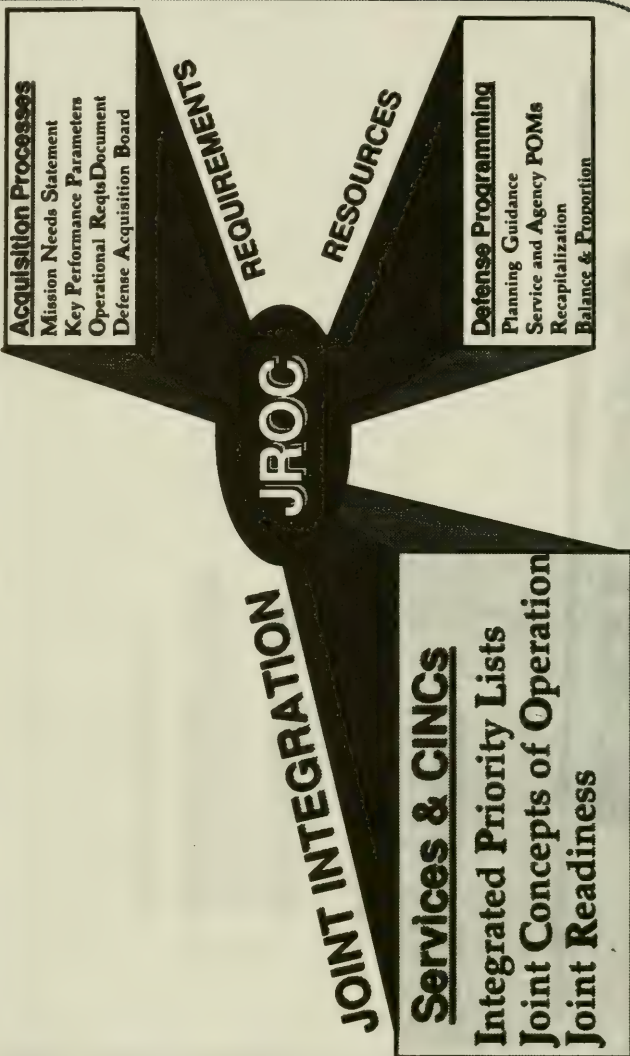 JROC
JOINT INTEGRATION
Services & CINCs
Integrated Priority Lists
Joint Concepts of Operation
Joint Readiness
REQUIREMENTS
Acquisition Processes
Mission Needs Statement
Key Performance Parameters
Operational ReqtsDocument
Defense Acquisition Board
RESOURCES
Defense Programming
Planning Guidance
Service and Agency POMs
Recapitalization
Balance & Proportion